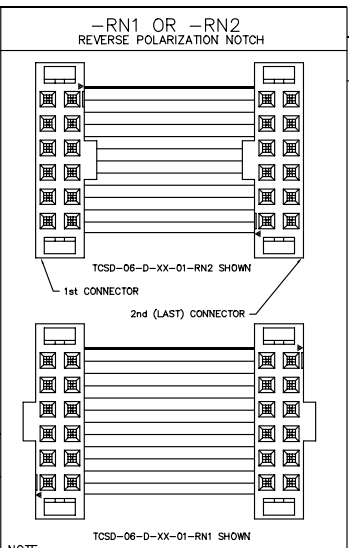 -RN1 OR -RN2
REVERSE POLARIZATION NOTCH
TCSD-06-D-XX-01-RN2 SHOWN
1st CONNECTOR
2nd (LAST) CONNECTOR
TCSD-06-D-XX-01-RN1 SHOWN